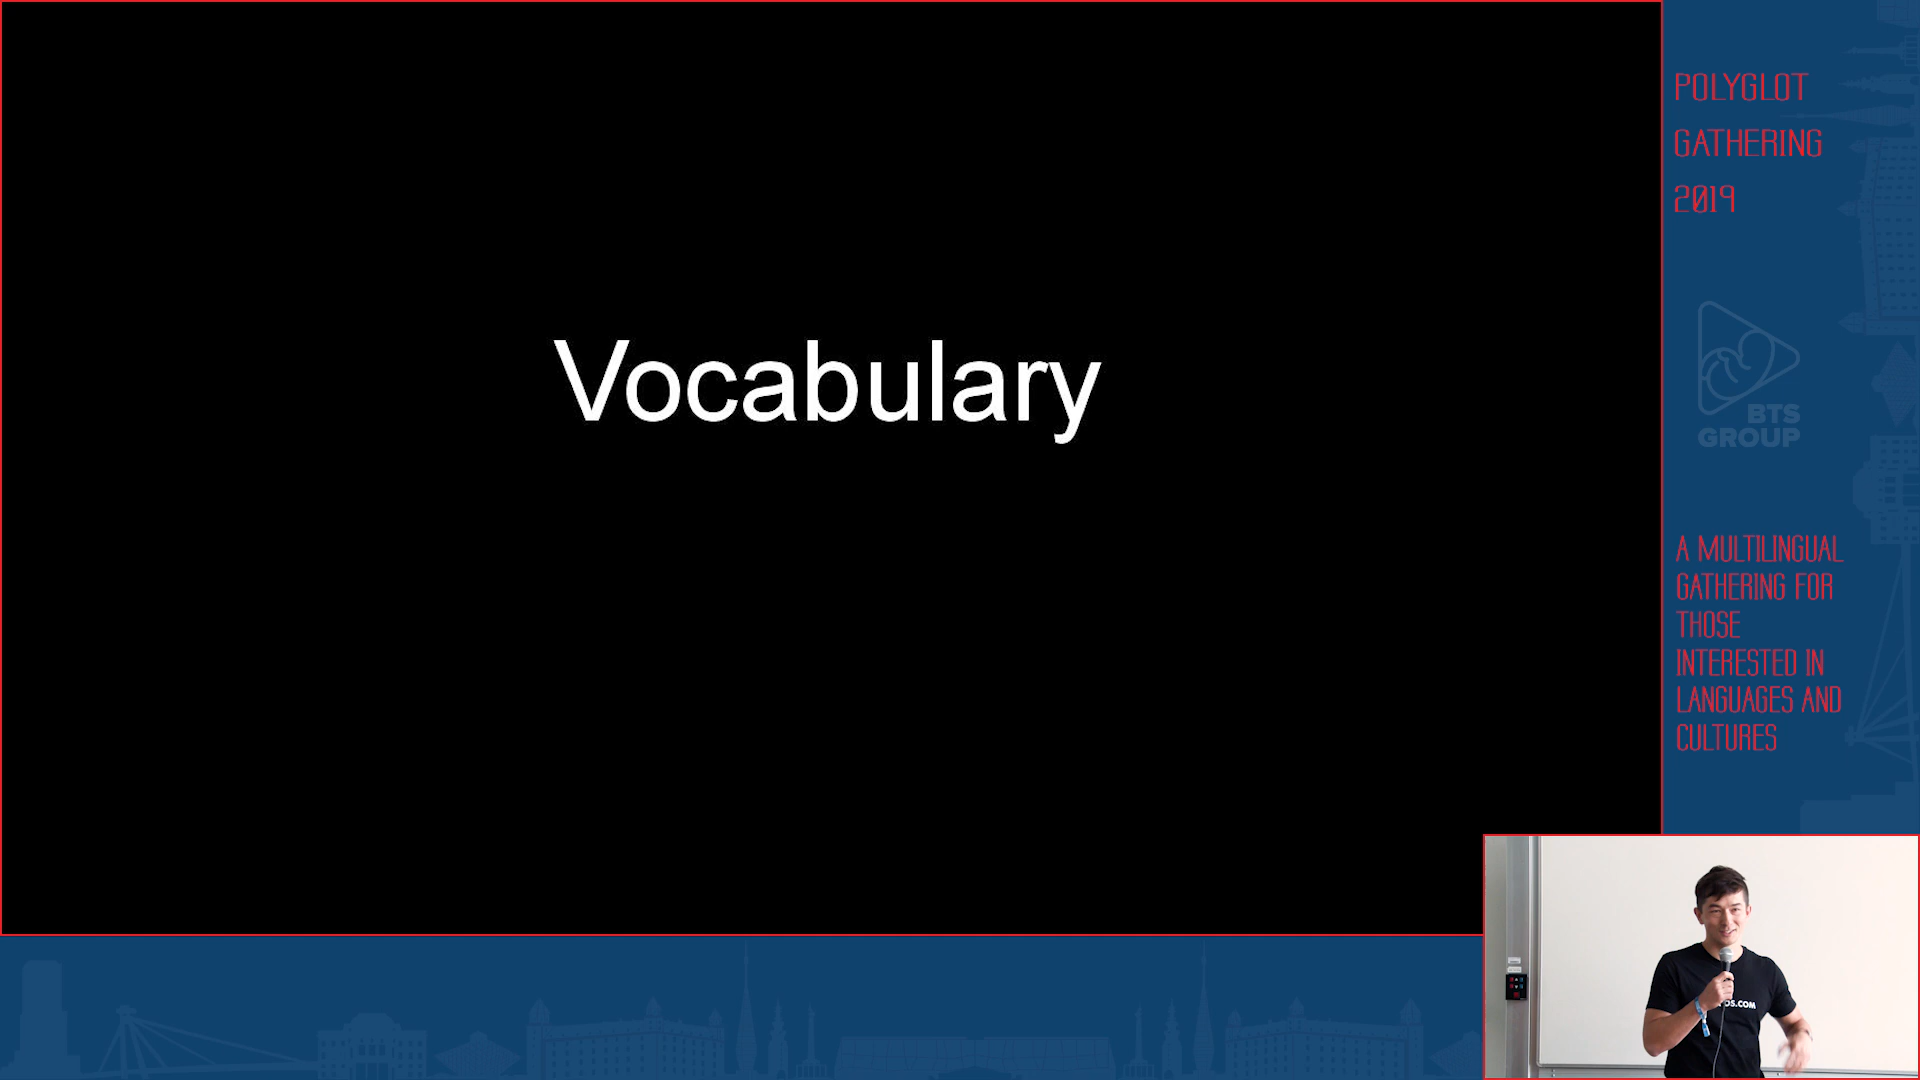 Vocabulary
POLYGLOT
GATHERING
2019
BTS
GROUP
A MULTILINGUAL
GATHERING FOR
THOSE
INTERESTED IN
LANGUAGES AND
CULTURES